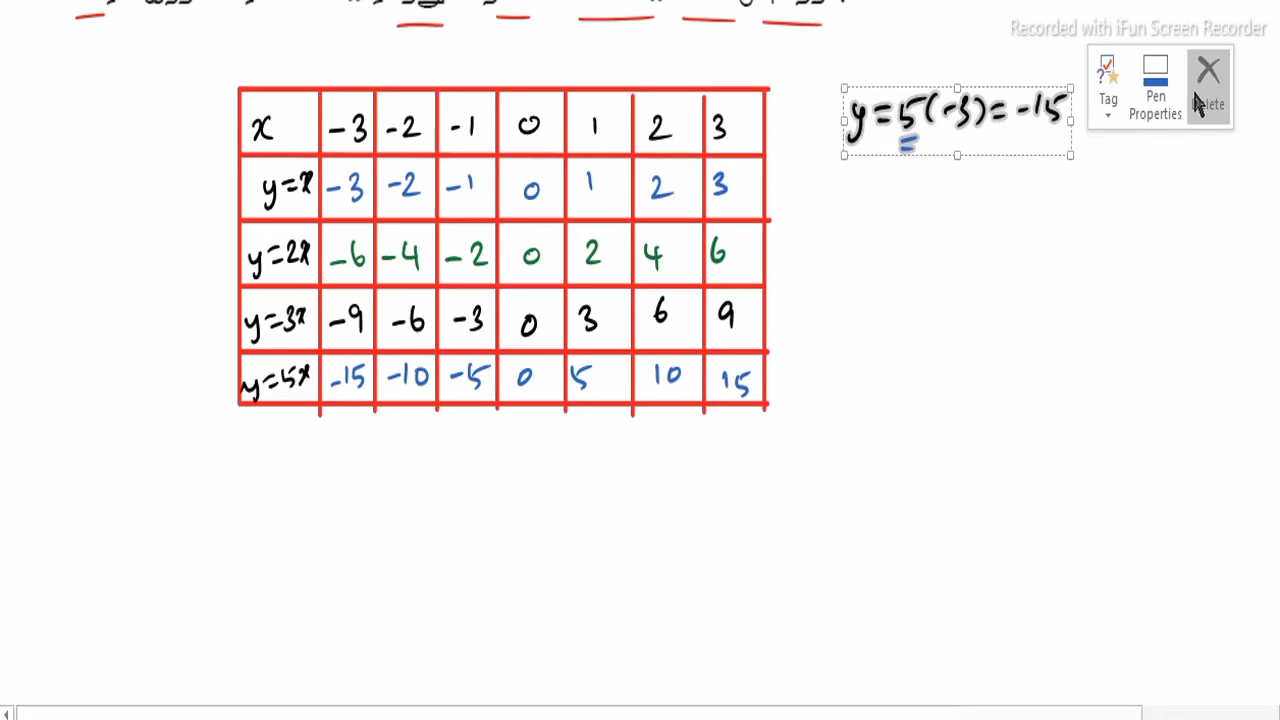 Recorded with iFun Screen Recorder
Tag
Pen Properties
Delete
y=5(-3)=-15
x -3 -2 -1 0 1 2 3
y=x -3 -2 -1 0 1 2 3
y=2x -6 -4 -2 0 2 4 6
y=3x -9 -6 -3 0 3 6 9
y=5x -15 -10 -5 0 5 10 15